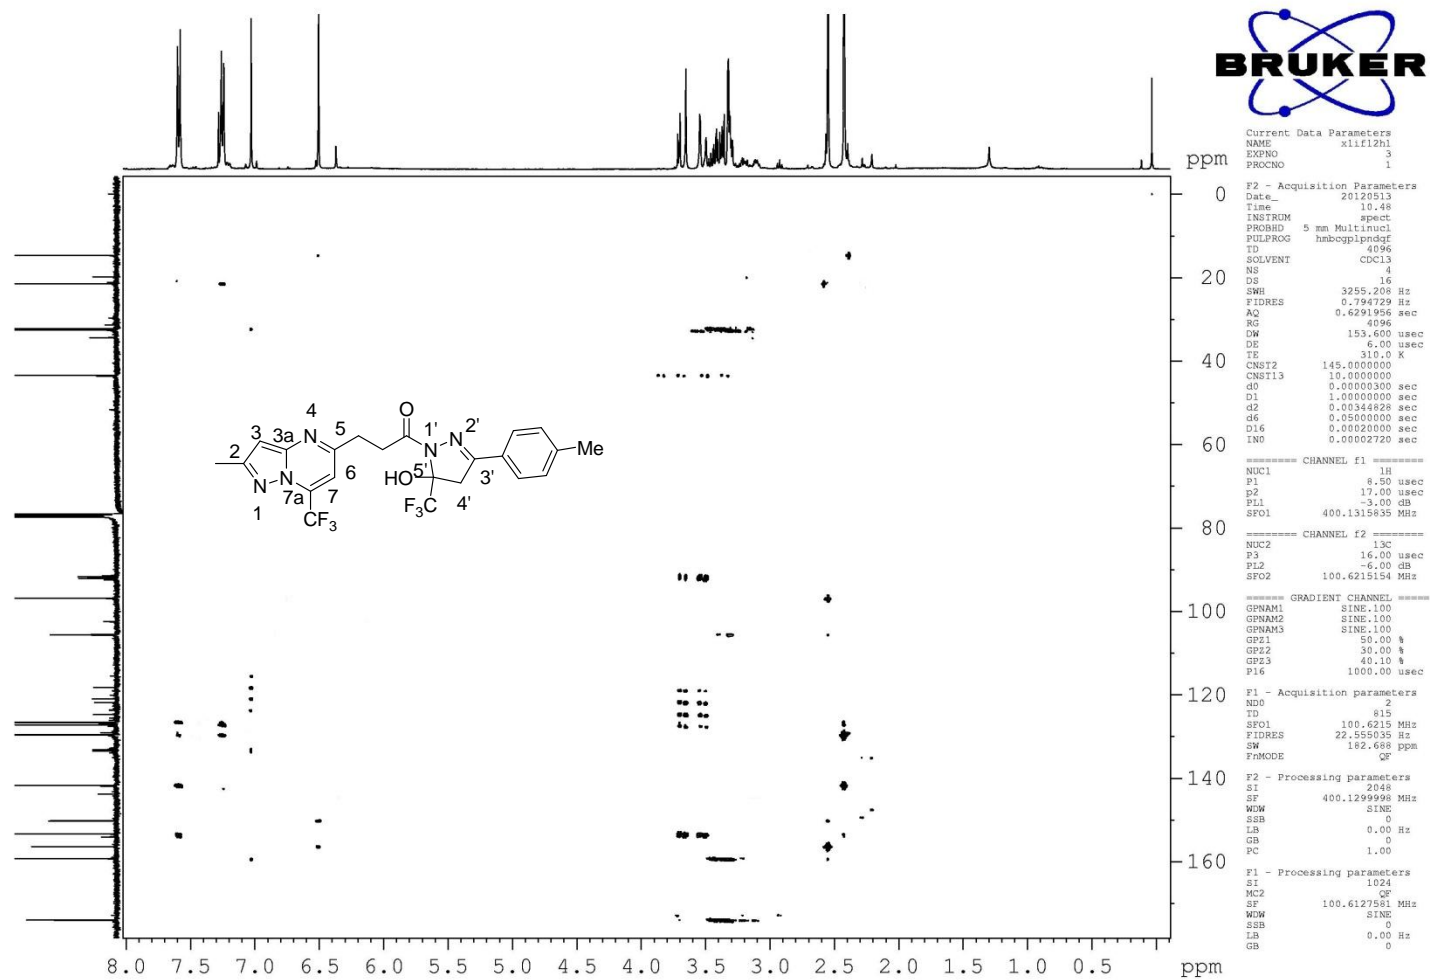 BRUKER
Current Data Parameters
NAME xlif12h1
EXPNO 3
PROCNO 1
F2 - Acquisition Parameters
Date_ 20120513
Time 10.48
INSTRUM spect
PROBHD 5 mm Multinucl
PULPROG hmbcgplpndqf
TD 4096
SOLVENT CDCl3
NS 4
DS 16
SWH 3255.208 Hz
FIDRES 0.794729 Hz
AQ 0.6291956 sec
RG 4096
DW 153.600 usec
DE 6.00 usec
TE 310.0 K
CNST2 145.0000000
CNST13 10.0000000
d0 0.00000300 sec
D1 1.00000000 sec
d2 0.00344828 sec
d6 0.05000000 sec
D16 0.00020000 sec
IN0 0.00002720 sec
======== CHANNEL f1 ========
NUC1 1H
P1 8.50 usec
p2 17.00 usec
PL1 -3.00 dB
SFO1 400.1315835 MHz
======== CHANNEL f2 ========
NUC2 13C
P3 16.00 usec
PL2 -6.00 dB
SFO2 100.6215154 MHz
====== GRADIENT CHANNEL =====
GPNAM1 SINE.100
GPNAM2 SINE.100
GPNAM3 SINE.100
GPZ1 50.00 %
GPZ2 30.00 %
GPZ3 40.10 %
P16 1000.00 usec
F1 - Acquisition parameters
ND0 2
TD 815
SFO1 100.6215 MHz
FIDRES 22.555035 Hz
SW 182.688 ppm
FnMODE QF
F2 - Processing parameters
SI 2048
SF 400.1299998 MHz
WDW SINE
SSB 0
LB 0.00 Hz
GB 0
PC 1.00
F1 - Processing parameters
SI 1024
MC2 QF
SF 100.6127581 MHz
WDW SINE
SSB 0
LB 0.00 Hz
GB 0
ppm
0
20
40
60
80
100
120
140
160
O
4
N
5
1'
N
N
2'
3
3a
2
6
HO
5'
3'
Me
N
7a
7
4'
N
1
F3C
CF3
8.0 7.5 7.0 6.5 6.0 5.5 5.0 4.5 4.0 3.5 3.0 2.5 2.0 1.5 1.0 0.5 ppm